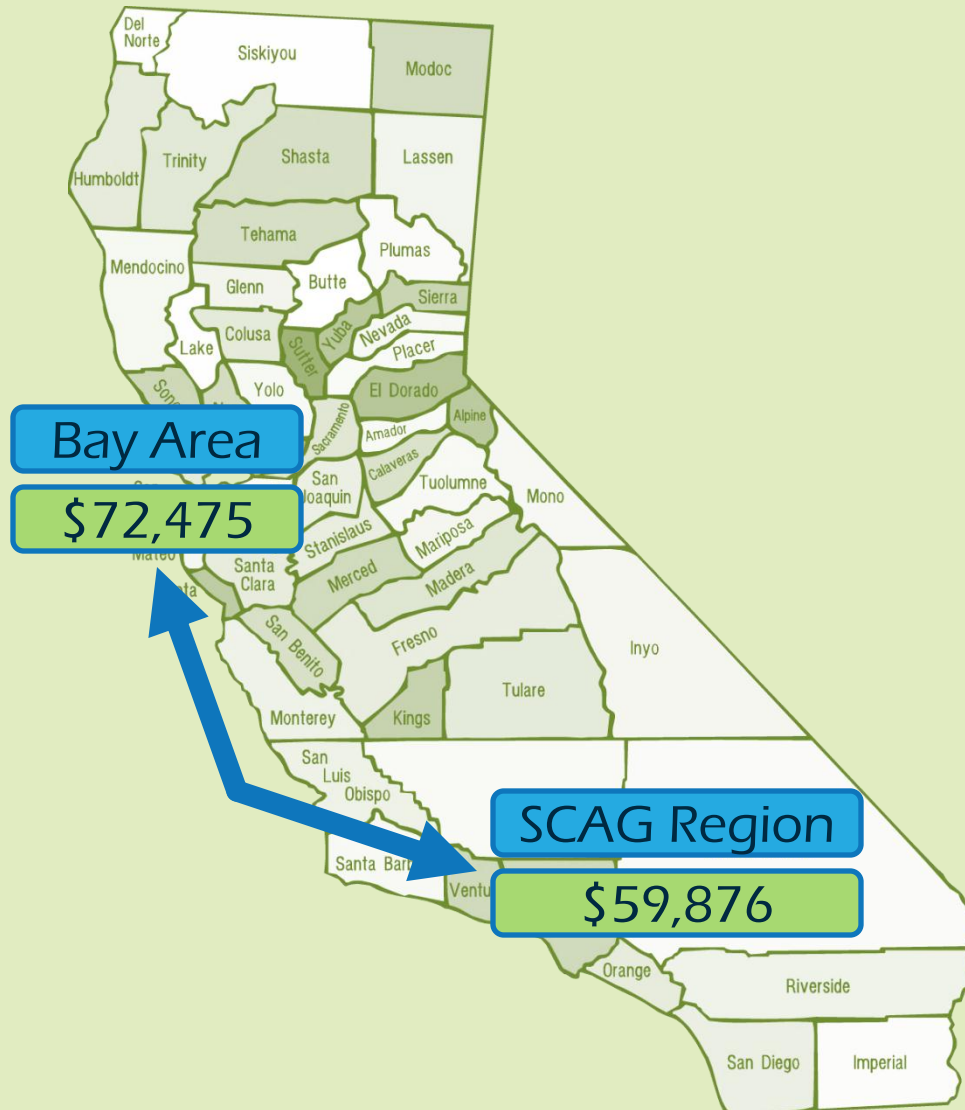 Del
Norte
Siskiyou
Modoc
Humboldt
Trinity
Shasta
Lassen
Tehama
Plumas
Mendocino
Glenn
Butte
Sierra
Colusa
Yuba
Nevada
Lake
Sutter
Placer
Yolo
El Dorado
Bay Area
Sacramento
Alpine
Amador
Calaveras
San
Joaquin
Tuolumne
Mono
$72,475
Stanislaus
Mariposa
Mateo
Santa
Clara
Merced
Madera
San Benito
Fresno
Inyo
Tulare
Monterey
Kings
San
Luis
Obispo
SCAG Region
Santa Barb
Ventu
$59,876
Orange
Riverside
San Diego
Imperial